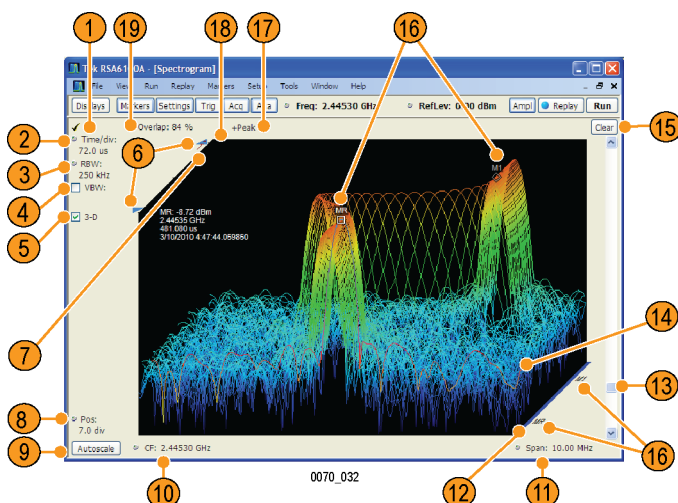 1
19
18
17
16
Tek RSA6100A - [Spectrogram]
File View Run Replay Markers Setup Tools Window Help
Displays Markers Settings Trig Acq Ana Freq: 2.44530 GHz RefLev: 0.00 dBm Ampl Replay Run
Overlap: 84 % +Peak Clear
15
2
Time/div:
72.0 us
6
3
RBW:
250 kHz
4
VBW:
5
3-D
M1
MR
MR: -8.72 dBm
2.44535 GHz
481.080 us
3/10/2010 4:47:44.059850
7
14
M1
13
8
Pos:
7.0 div
MR
9
Autoscale CF: 2.44530 GHz Span: 10.00 MHz
16
10
0070_032
12
11